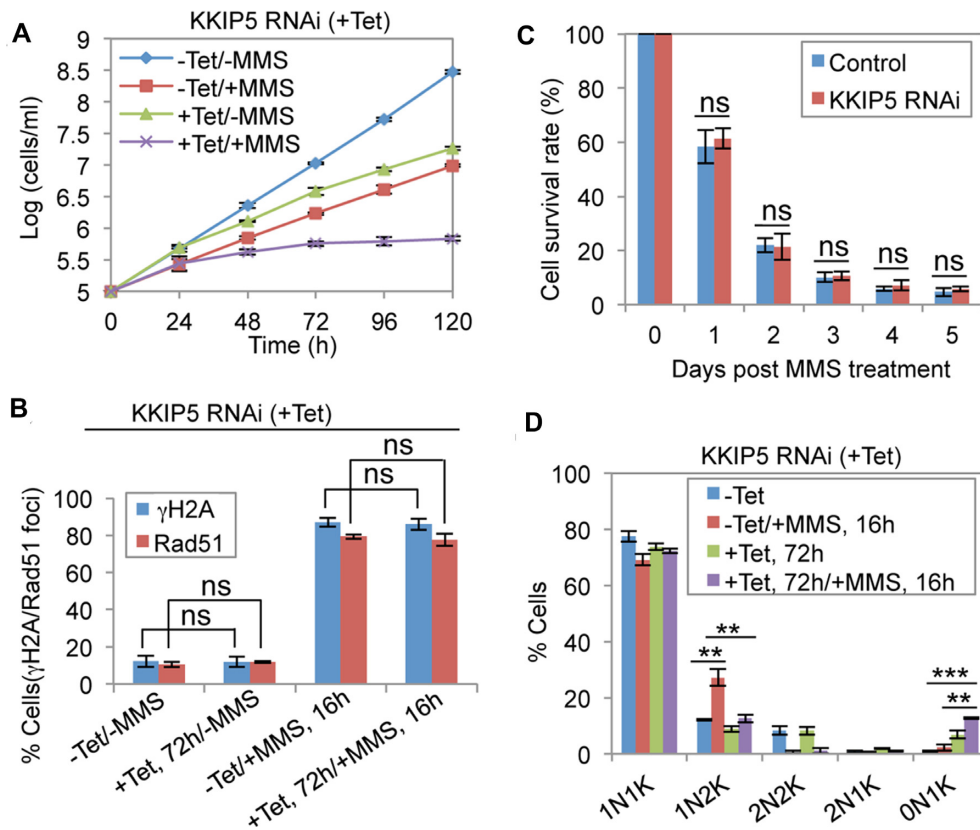 A
KKIP5 RNAi (+Tet)
Log (cells/ml)
9
8.5
8
7.5
7
6.5
6
5.5
5
-Tet/-MMS
-Tet/+MMS
+Tet/-MMS
+Tet/+MMS
0 24 48 72 96 120
Time (h)
B
KKIP5 RNAi (+Tet)
% Cells(γH2A/Rad51 foci)
100
80
60
40
20
0
γH2A
Rad51
ns
ns
ns
ns
-Tet/-MMS
+Tet, 72h/-MMS
-Tet/+MMS, 16h
+Tet, 72h/+MMS, 16h
C
Cell survival rate (%)
100
80
60
40
20
0
Control
KKIP5 RNAi
ns
ns
ns
ns
ns
0 1 2 3 4 5
Days post MMS treatment
D
KKIP5 RNAi (+Tet)
% Cells
100
80
60
40
20
0
-Tet
-Tet/+MMS, 16h
+Tet, 72h
+Tet, 72h/+MMS, 16h
**
**
***
**
1N1K
1N2K
2N2K
2N1K
0N1K